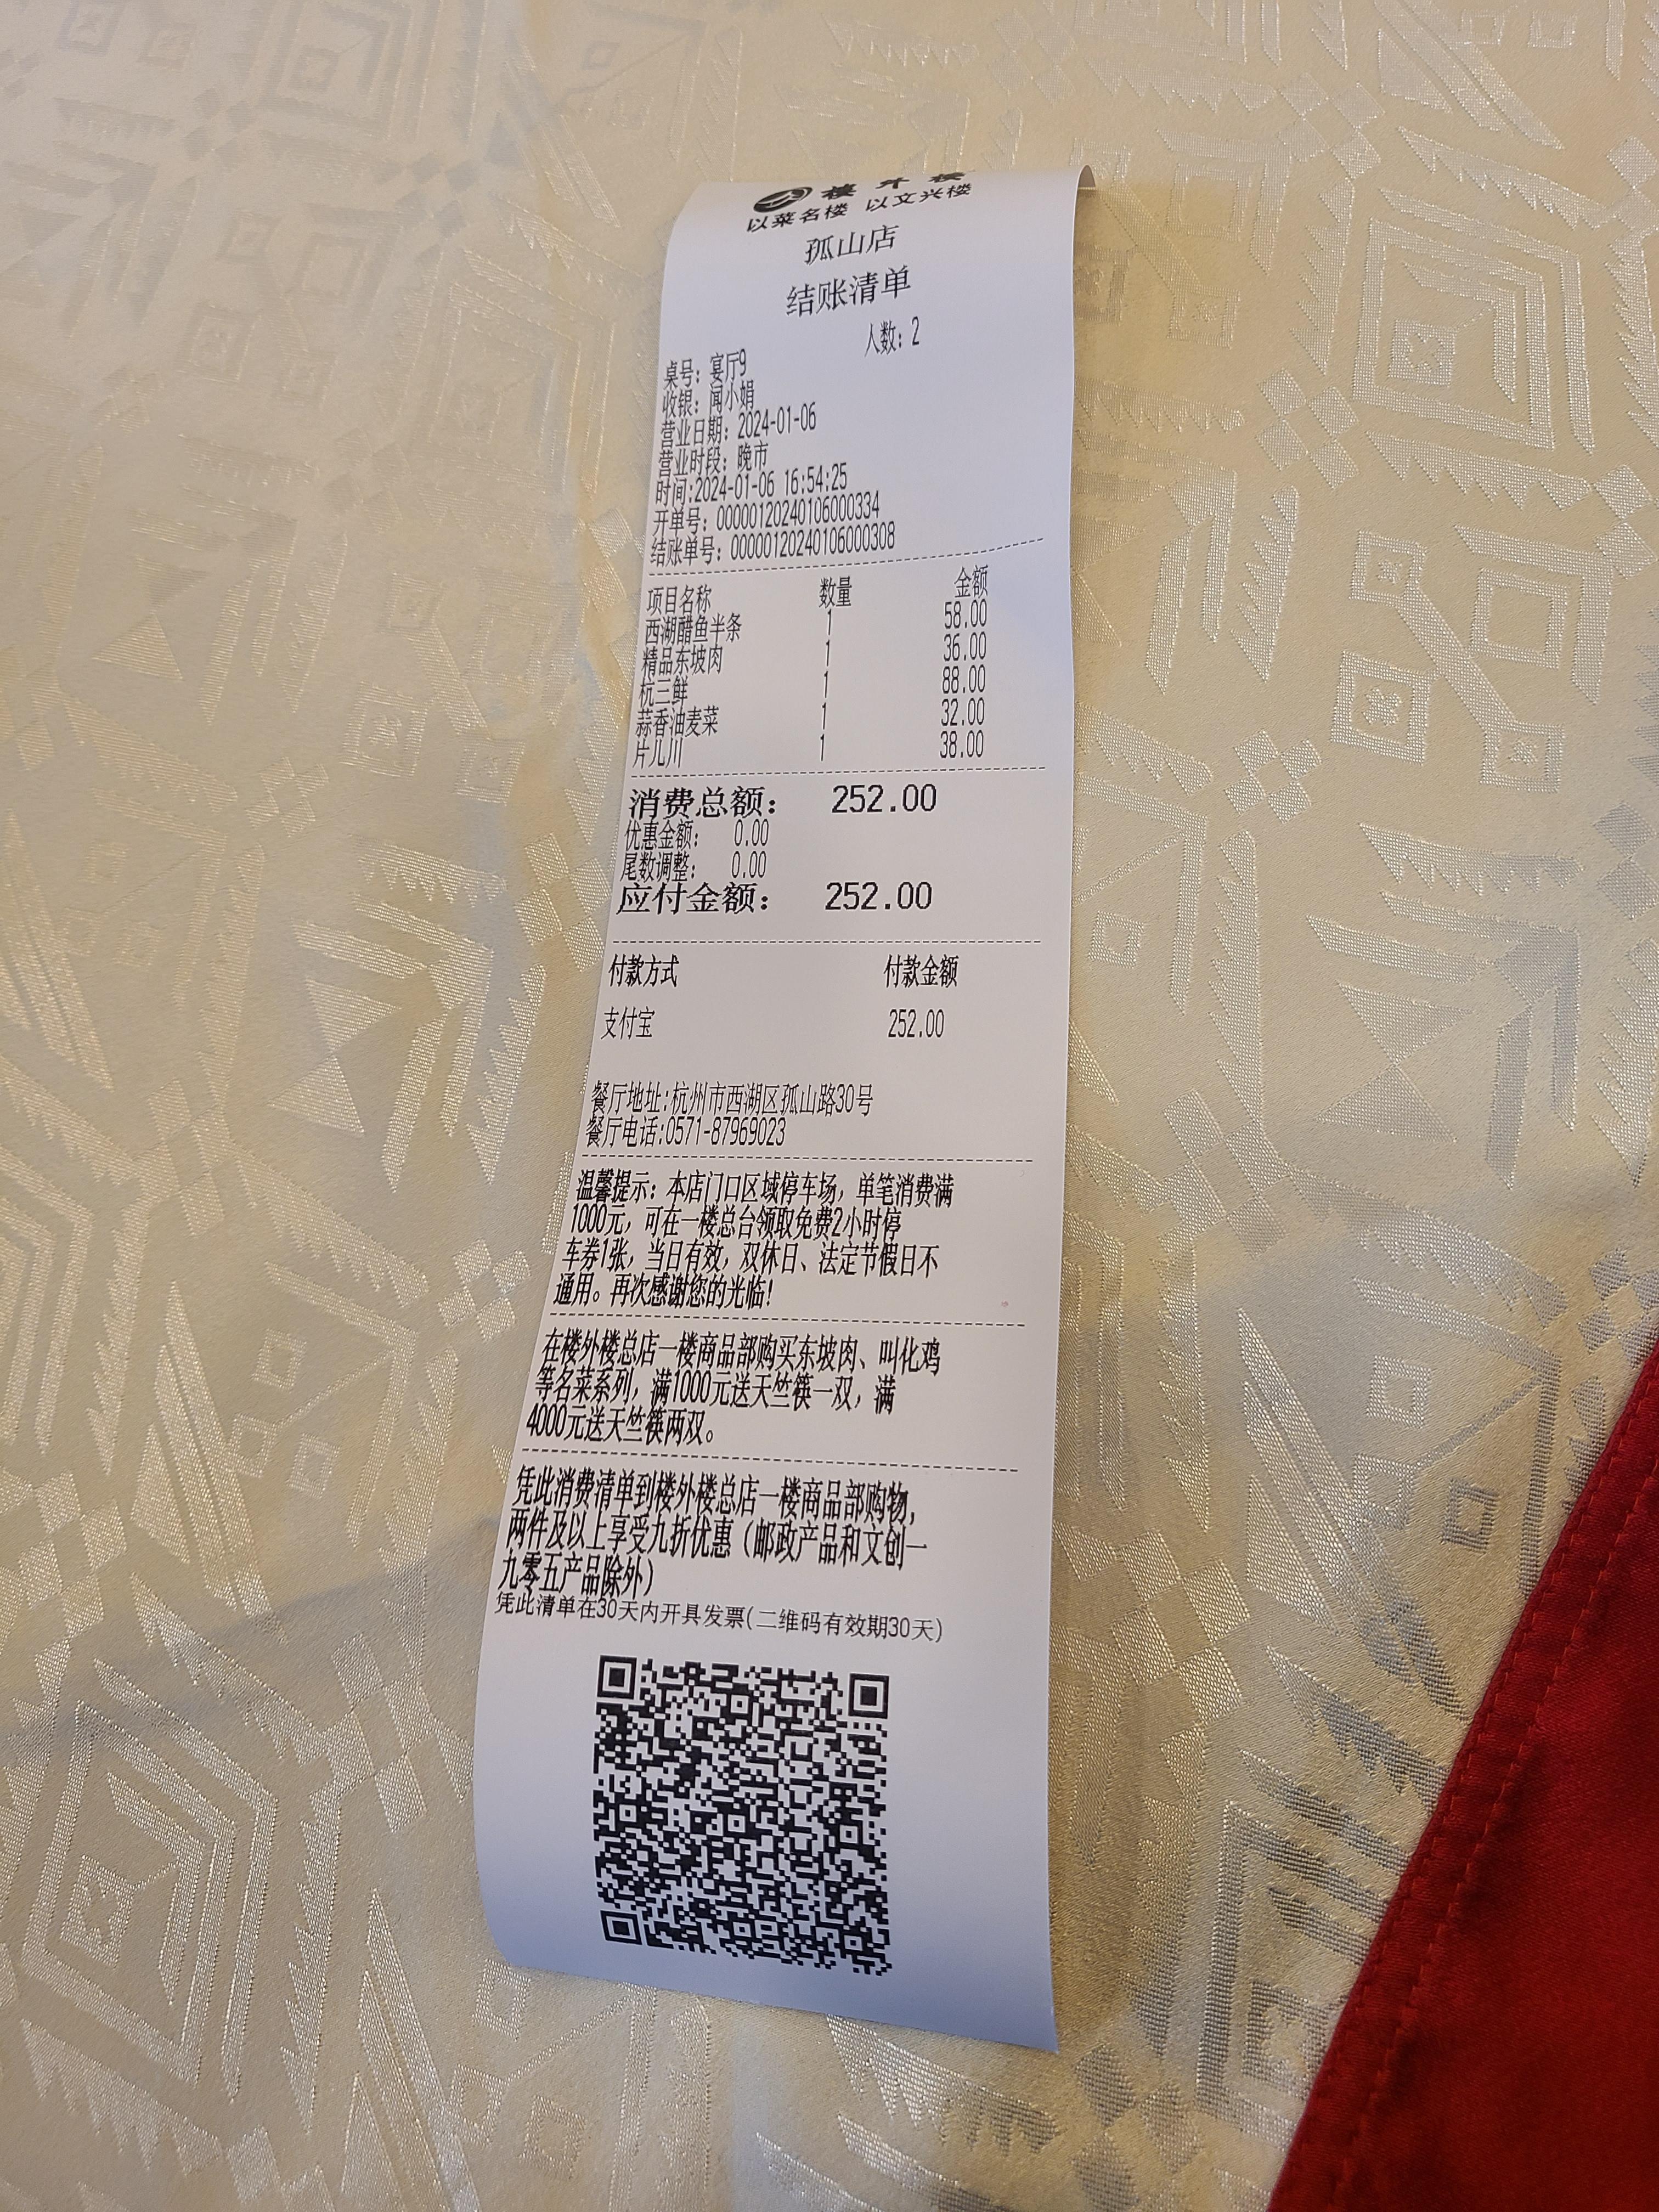 樓外樓
以菜名楼 以文兴楼
孤山店
结账清单
人数: 2
桌号: 宴厅9
收银: 闻小娟
营业日期: 2024-01-06
营业时段: 晚市
时间:2024-01-06 16:54:25
开单号: 00000120240106000334
结账单号: 00000120240106000308
项目名称 数量 金额
西湖醋鱼半条 1 58.00
精品东坡肉 1 36.00
杭三鲜 1 88.00
蒜香油麦菜 1 32.00
片儿川 1 38.00
消费总额: 252.00
优惠金额: 0.00
尾数调整: 0.00
应付金额: 252.00
付款方式 付款金额
支付宝 252.00
餐厅地址:杭州市西湖区孤山路30号
餐厅电话:0571-87969023
温馨提示: 本店门口区域停车场, 单笔消费满
1000元, 可在一楼总台领取免费2小时停
车券1张, 当日有效, 双休日、法定节假日不
通用。再次感谢您的光临!
在楼外楼总店一楼商品部购买东坡肉、叫化鸡
等名菜系列, 满1000元送天竺筷一双, 满
4000元送天竺筷两双。
凭此消费清单到楼外楼总店一楼商品部购物,
两件及以上享受九折优惠 (邮政产品和文创一
九零五产品除外)
凭此清单在30天内开具发票(二维码有效期30天)